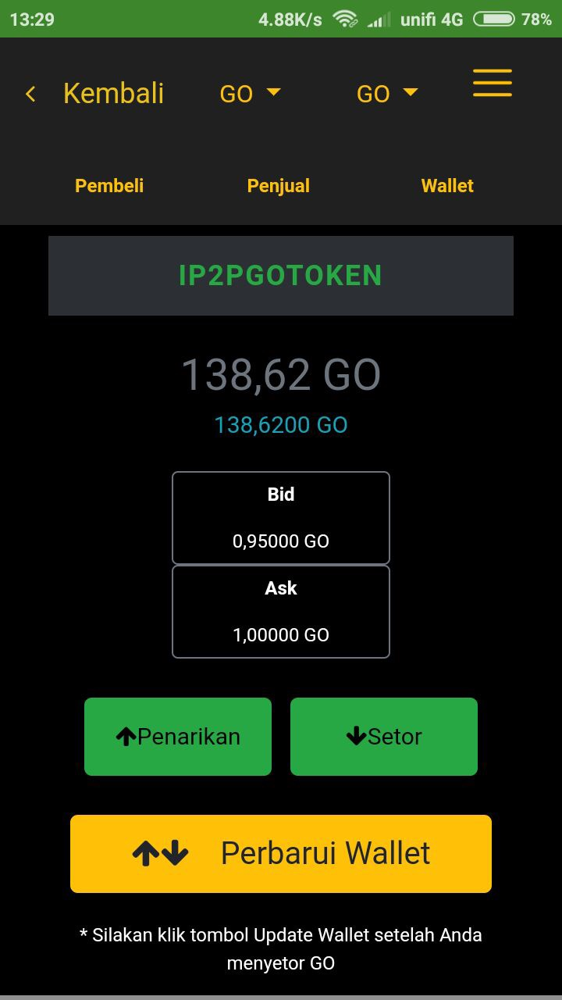 13:29 4.88K/s unifi 4G 78%
Kembali GO GO
Pembeli Penjual Wallet
IP2PGOTOKEN
138,62 GO
138,6200 GO
Bid
0,95000 GO
Ask
1,00000 GO
Penarikan Setor
Perbarui Wallet
* Silakan klik tombol Update Wallet setelah Anda
menyetor GO